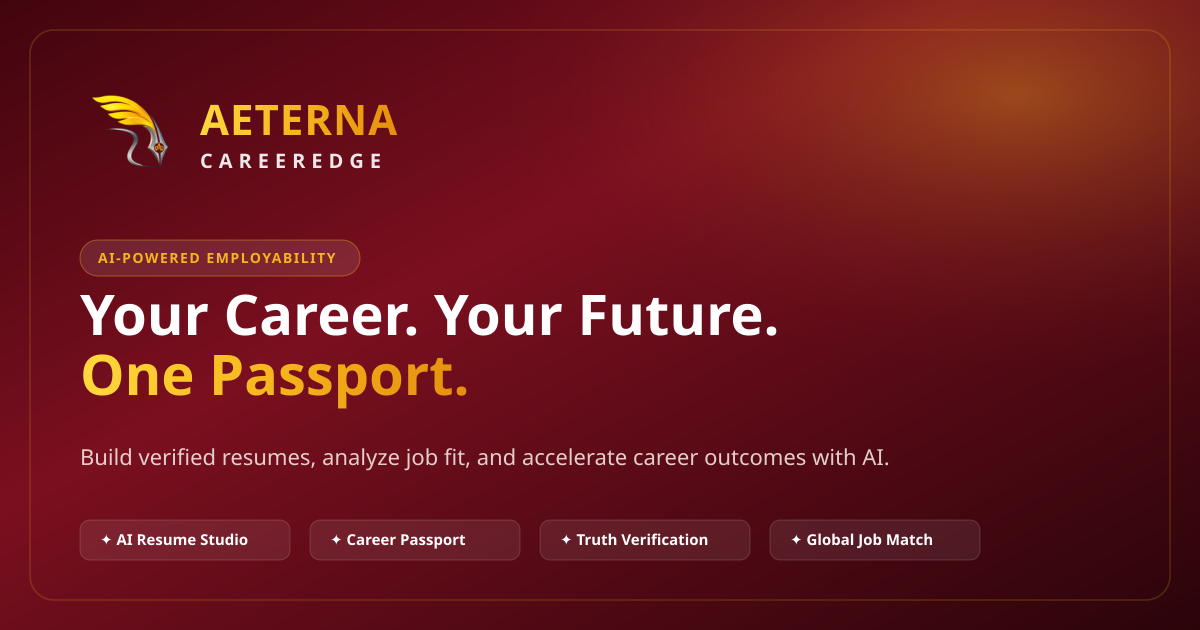 AETERNA
CAREEREDGE
AI-POWERED EMPLOYABILITY
Your Career. Your Future.
One Passport.
Build verified resumes, analyze job fit, and accelerate career outcomes with AI.
✦ AI Resume Studio
✦ Career Passport
✦ Truth Verification
✦ Global Job Match